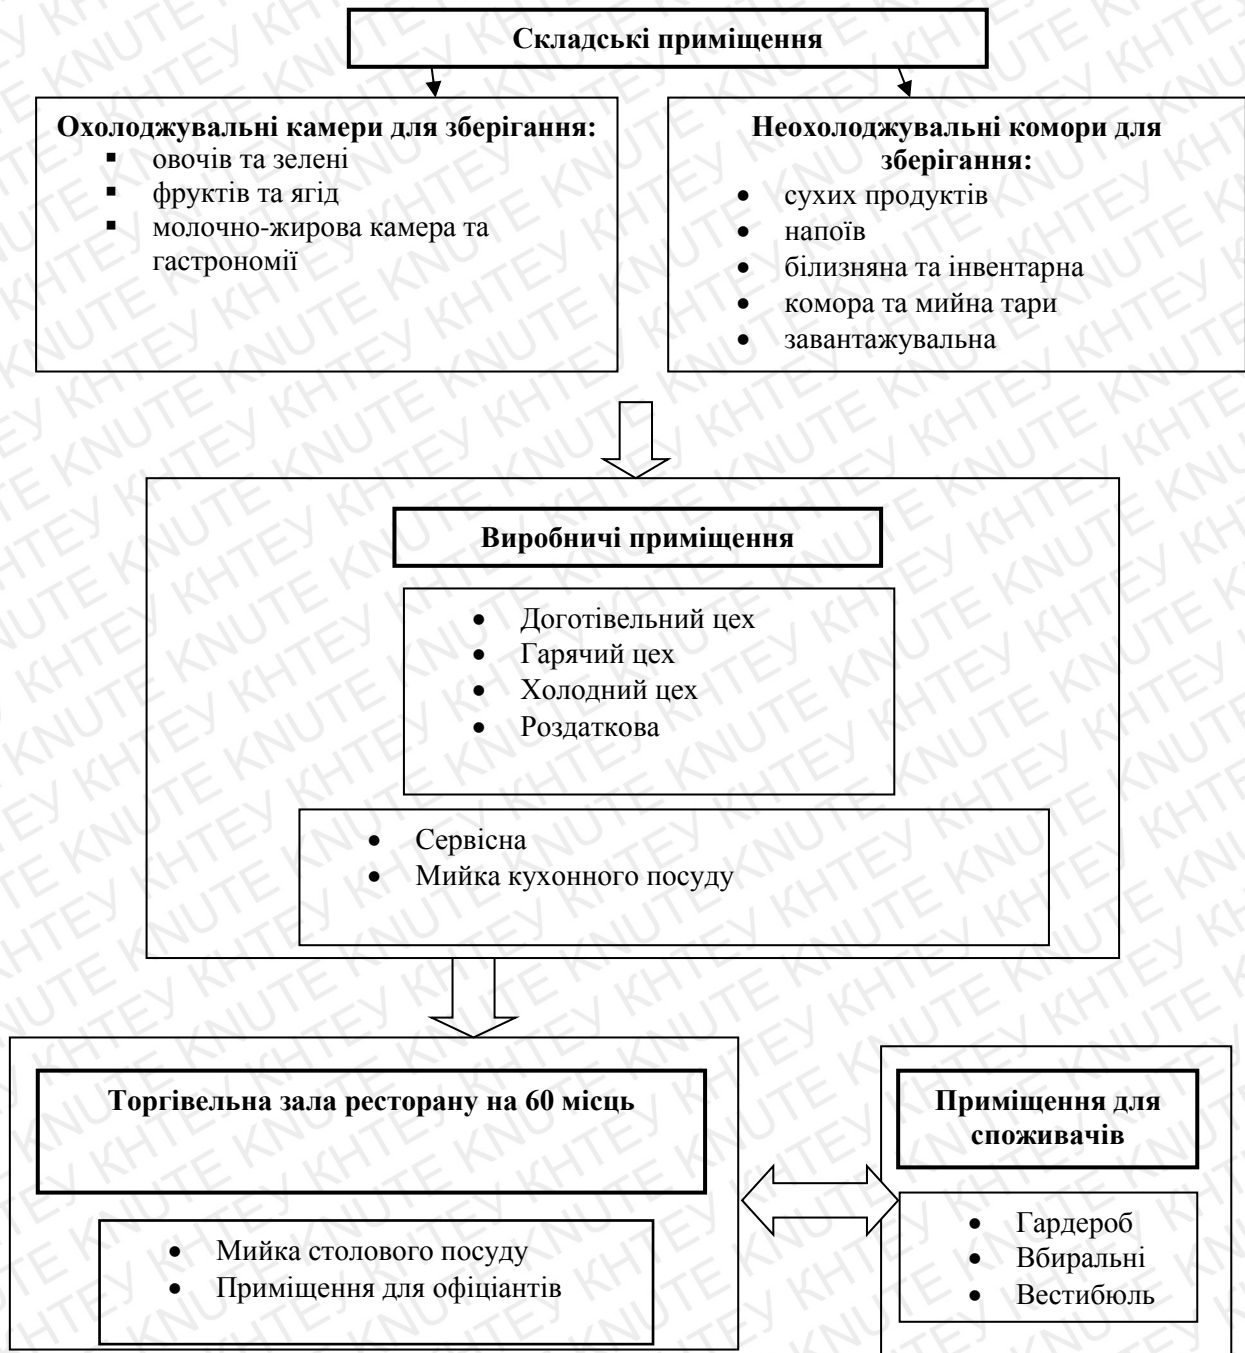 Складські приміщення
Охолоджувальні камери для зберігання:
▪ овочів та зелені
▪ фруктів та ягід
▪ молочно-жирова камера та
гастрономії
Неохолоджувальні комори для
зберігання:
• сухих продуктів
• напоїв
• білизняна та інвентарна
• комора та мийна тари
• завантажувальна
Виробничі приміщення
• Доготівельний цех
• Гарячий цех
• Холодний цех
• Роздаткова
• Сервісна
• Мийка кухонного посуду
Торгівельна зала ресторану на 60 місць
• Мийка столового посуду
• Приміщення для офіціантів
Приміщення для
споживачів
• Гардероб
• Вбиральні
• Вестибюль